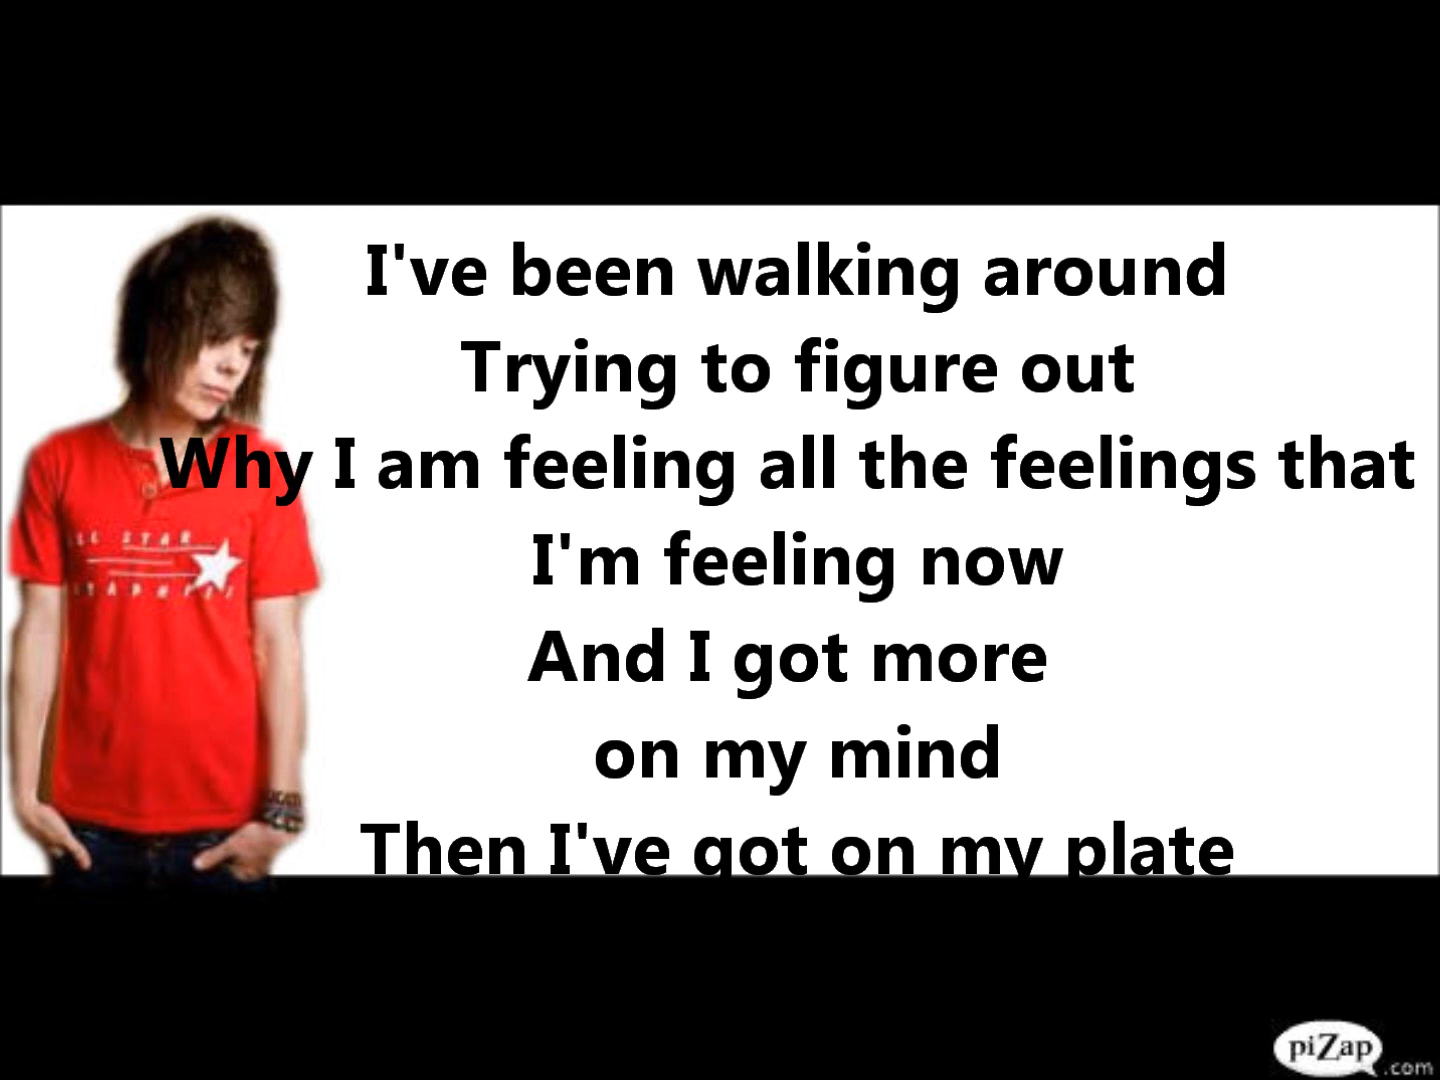 I've been walking around
Trying to figure out
Why I am feeling all the feelings that
I'm feeling now
And I got more
on my mind
Then I've got on my plate
STAR
piZap
.com